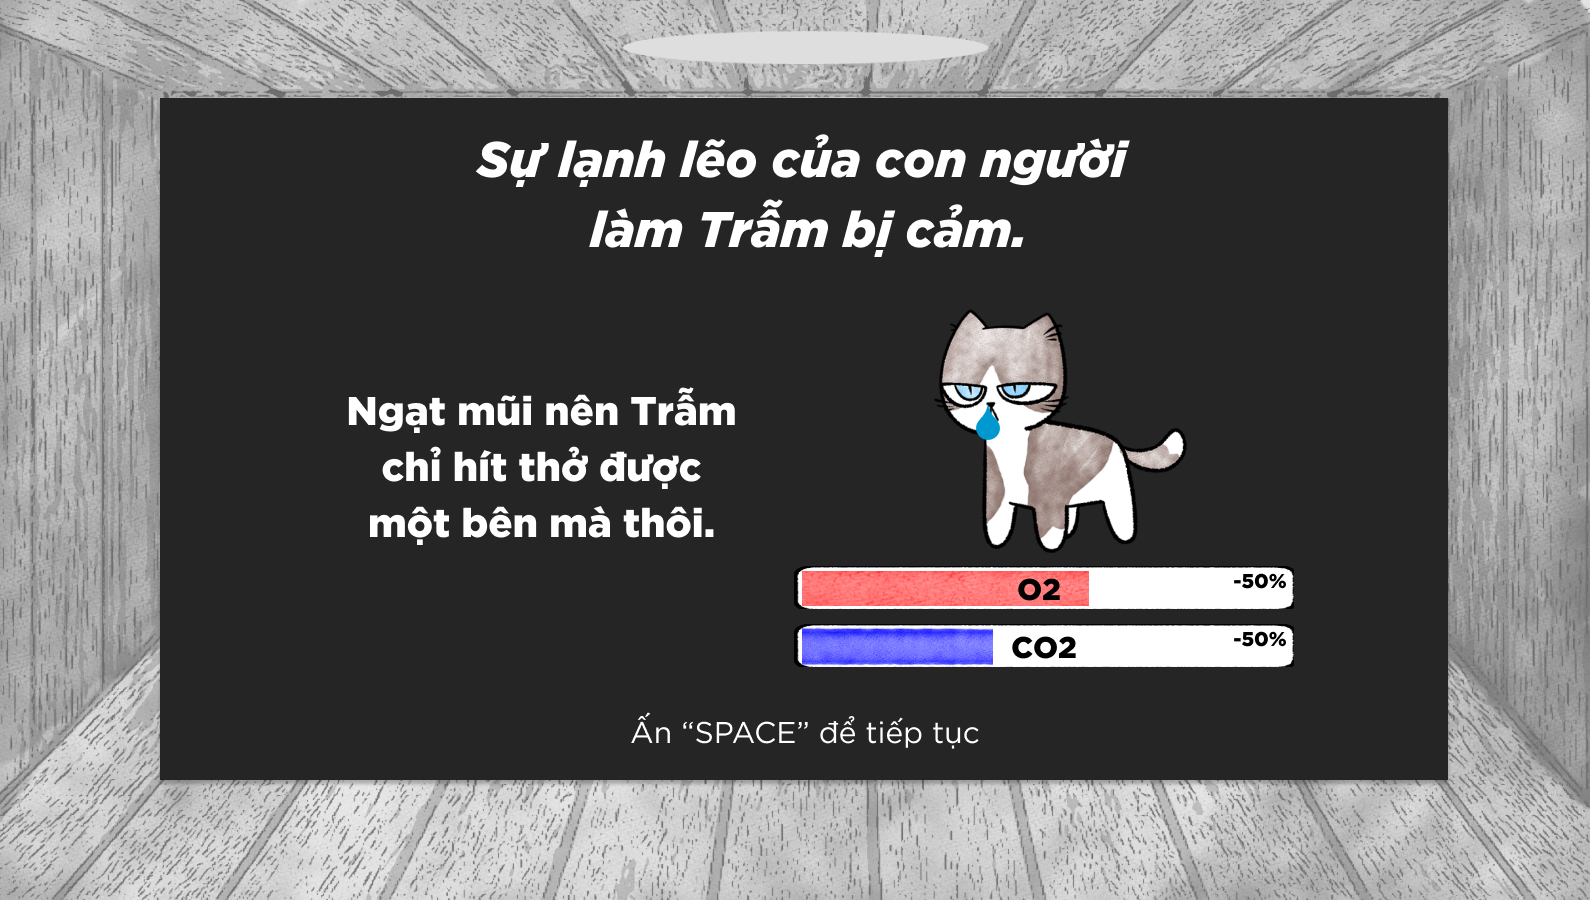 Sự lạnh lẽo của con người
làm Trẫm bị cảm.
Ngạt mũi nên Trẫm
chỉ hít thở được
một bên mà thôi.
O2
-50%
CO2
-50%
Ấn “SPACE” để tiếp tục